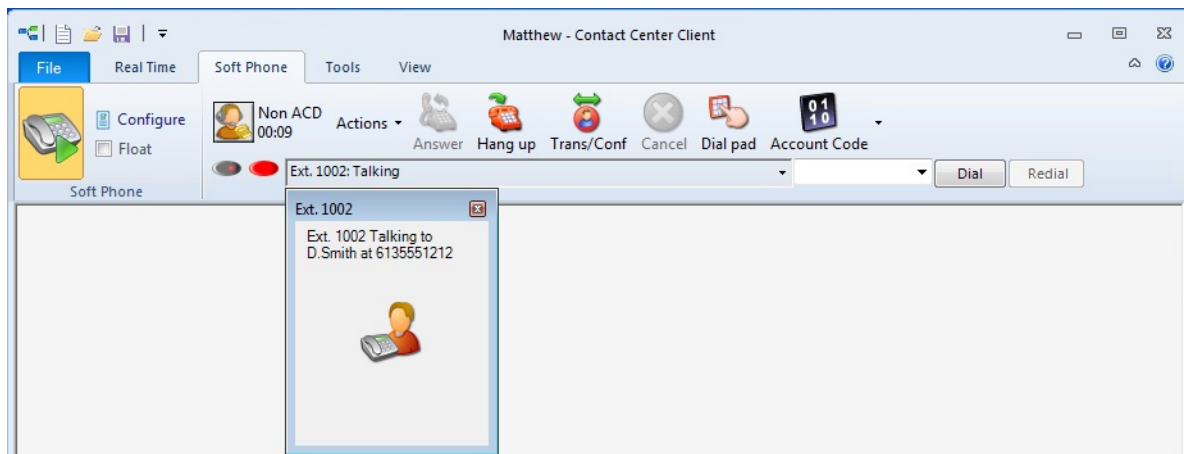 Matthew - Contact Center Client
File Real Time Soft Phone Tools View
Configure
Float
Soft Phone
Non ACD
00:09
Actions
Answer Hang up Trans/Conf Cancel Dial pad Account Code
01
10
Ext. 1002: Talking
Dial Redial
Ext. 1002
Ext. 1002 Talking to
D.Smith at 6135551212